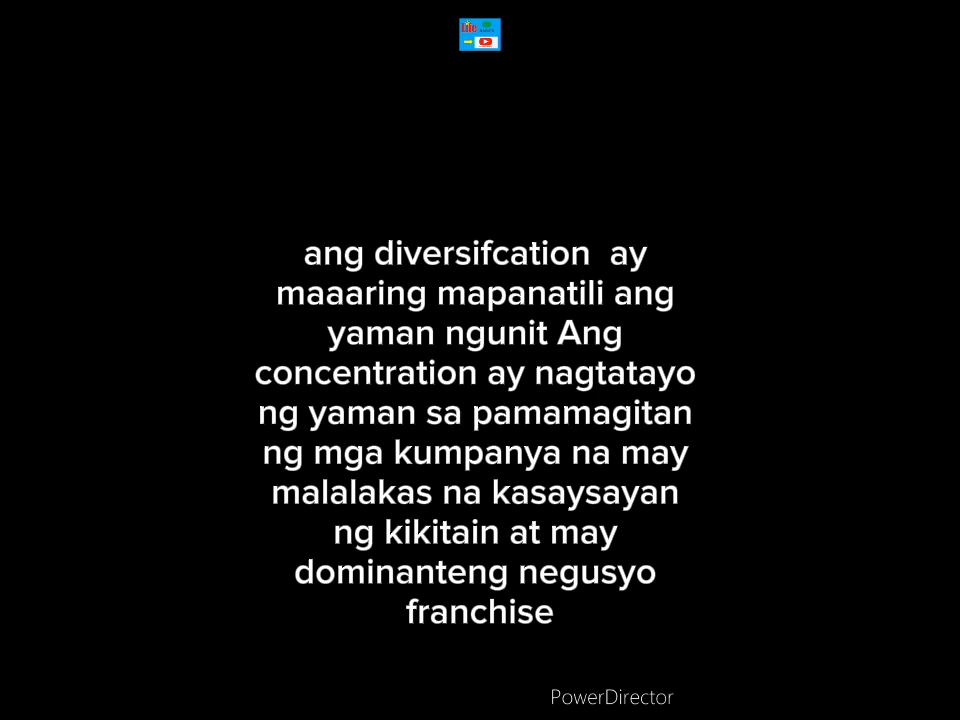 Life
ang diversifcation ay
maaaring mapanatili ang
yaman ngunit Ang
concentration ay nagtatayo
ng yaman sa pamamagitan
ng mga kumpanya na may
malalakas na kasaysayan
ng kikitain at may
dominanteng negusyo
franchise
PowerDirector